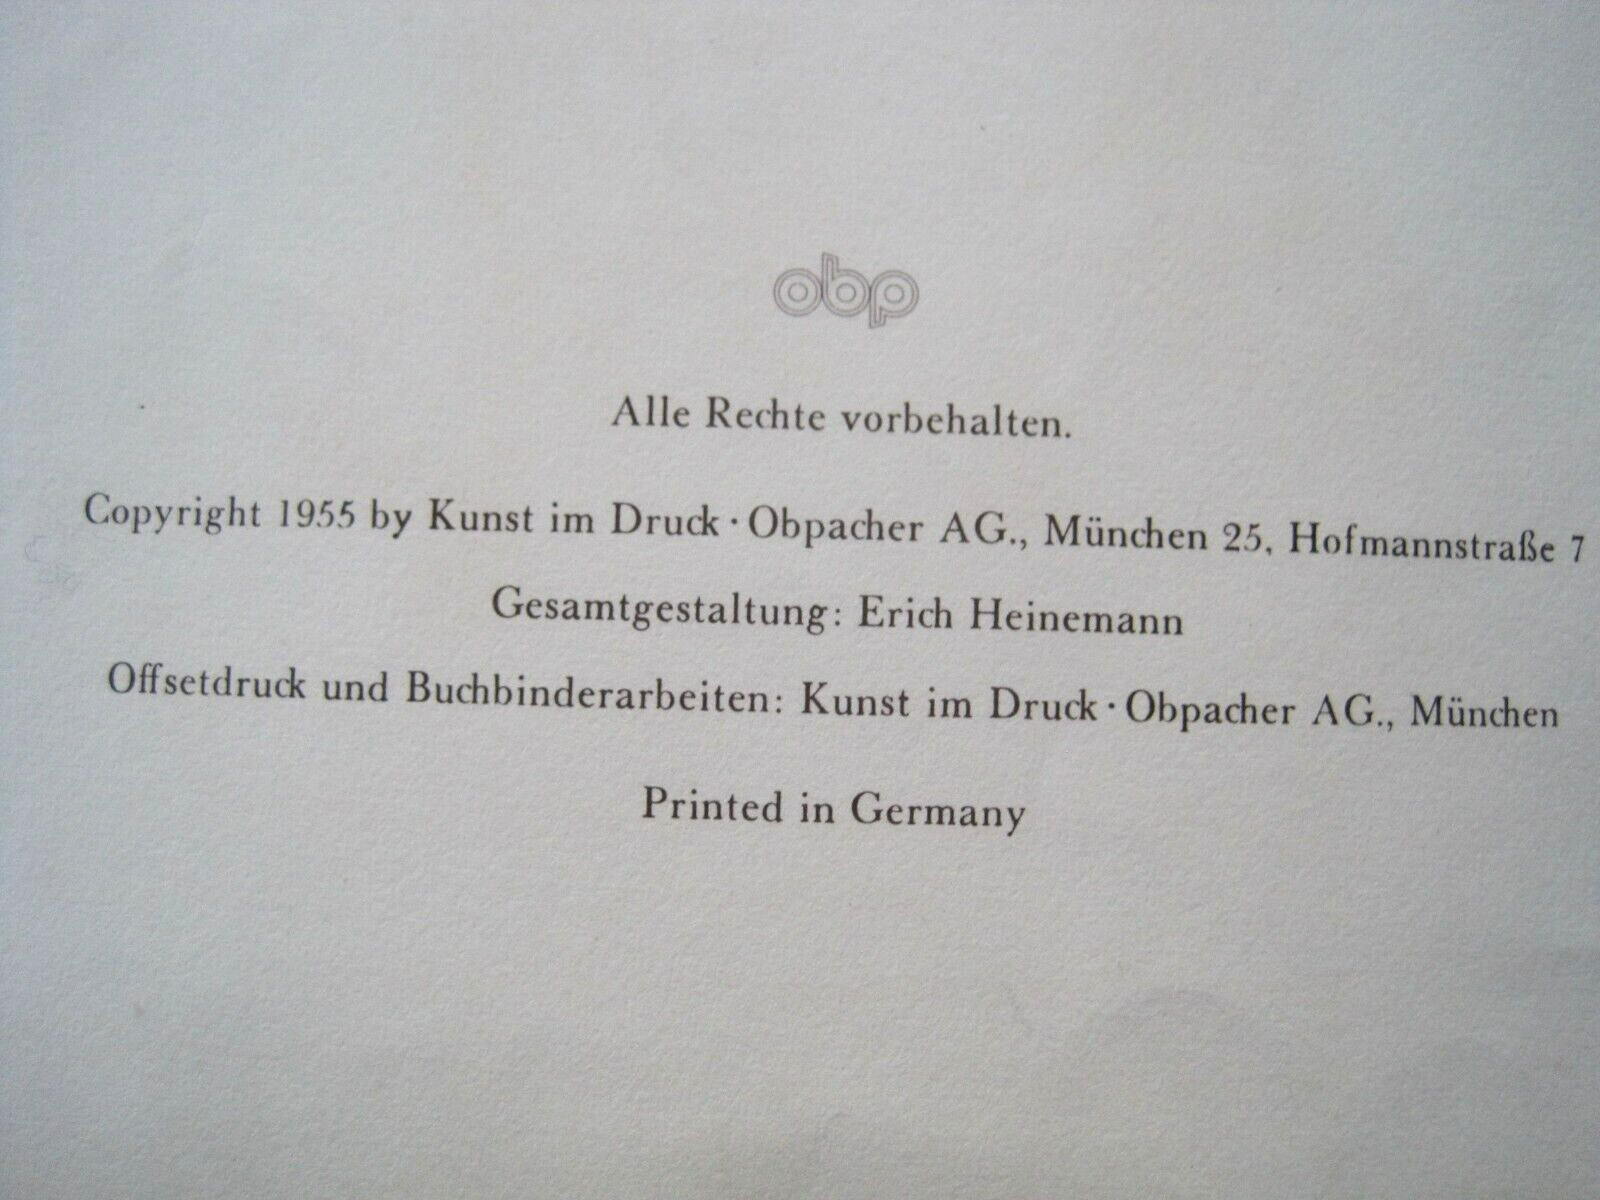 obp
Alle Rechte vorbehalten.
Copyright 1955 by Kunst im Druck · Obpacher AG., München 25, Hofmannstraße 7
Gesamtgestaltung: Erich Heinemann
Offsetdruck und Buchbinderarbeiten: Kunst im Druck · Obpacher AG., München
Printed in Germany